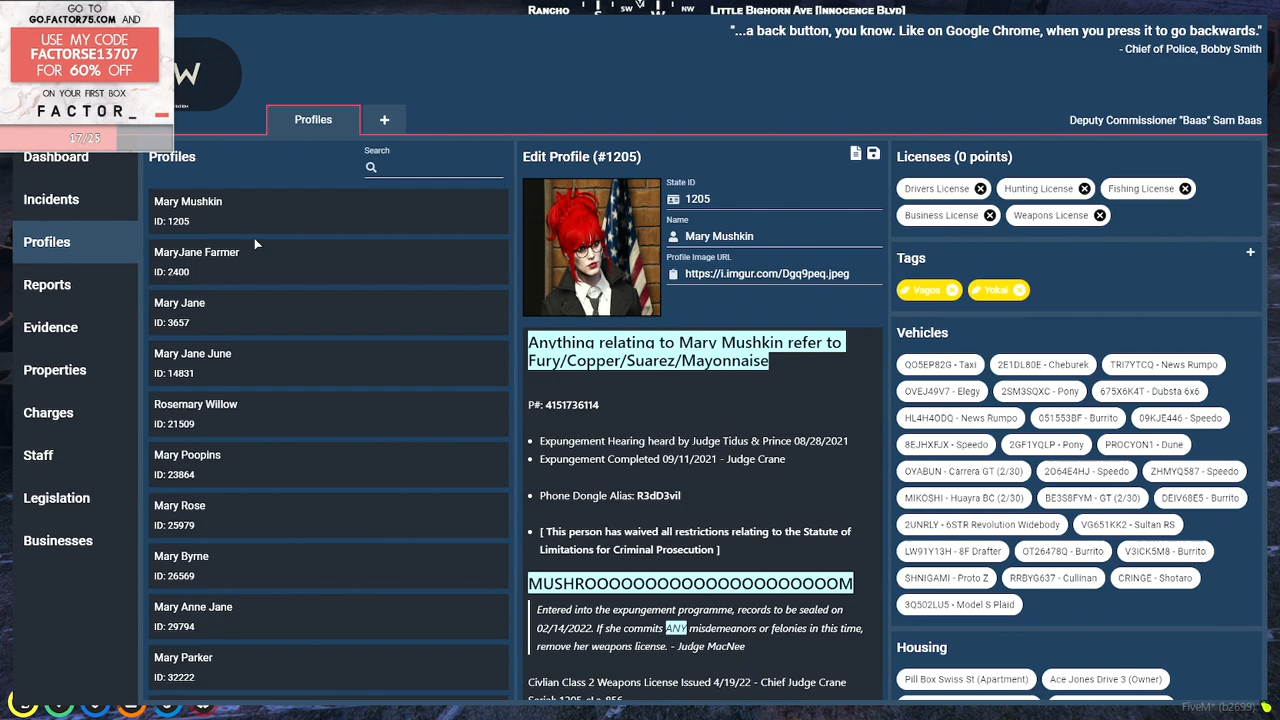 GO TO
GO.FACTOR75.COM AND
USE MY CODE
FACTORSE13707
FOR 60% OFF
ON YOUR FIRST BOX
FACTOR_
17/25
RANCHO
SW
W
NW
LITTLE BIGHORN AVE [INNOCENCE BLVD]
"...a back button, you know. Like on Google Chrome, when you press it to go backwards."
- Chief of Police, Bobby Smith
W
Profiles
+
Deputy Commissioner "Baas" Sam Baas
Dashboard
Incidents
Profiles
Reports
Evidence
Properties
Charges
Staff
Legislation
Businesses
Profiles
Search
Mary Mushkin
ID: 1205
MaryJane Farmer
ID: 2400
Mary Jane
ID: 3657
Mary Jane June
ID: 14831
Rosemary Willow
ID: 21509
Mary Poopins
ID: 23864
Mary Rose
ID: 25979
Mary Byrne
ID: 26569
Mary Anne Jane
ID: 29794
Mary Parker
ID: 32222
Edit Profile (#1205)
State ID
1205
Name
Mary Mushkin
Profile Image URL
https://i.imgur.com/Dgq9peq.jpeg
Anything relating to Mary Mushkin refer to
Fury/Copper/Suarez/Mayonnaise
P#: 4151736114
• Expungement Hearing heard by Judge Tidus & Prince 08/28/2021
• Expungement Completed 09/11/2021 - Judge Crane
• Phone Dongle Alias: R3dD3vil
• [ This person has waived all restrictions relating to the Statute of
Limitations for Criminal Prosecution ]
MUSHROOOOOOOOOOOOOOOOOOOOOM
Entered into the expungement programme, records to be sealed on
02/14/2022. If she commits ANY misdemeanors or felonies in this time,
remove her weapons license. - Judge MacNee
Civlian Class 2 Weapons License Issued 4/19/22 - Chief Judge Crane
Licenses (0 points)
Drivers License
Hunting License
Fishing License
Business License
Weapons License
Tags
+
Vagos
Yokai
Vehicles
QO5EP82G • Taxi
2E1DL80E • Cheburek
TRI7YTCQ • News Rumpo
OVEJ49V7 • Elegy
2SM3SQXC • Pony
675X6K4T • Dubsta 6x6
HL4H4ODQ • News Rumpo
051553BF • Burrito
09KJE446 • Speedo
8EJHXFJX • Speedo
2GF1YQLP • Pony
PROCYON1 • Dune
OYABUN • Carrera GT (2/30)
2O64E4HJ • Speedo
ZHMYQ587 • Speedo
MIKOSHI • Huayra BC (2/30)
BE3S8FYM • GT (2/30)
DEIV68E5 • Burrito
2UNRLY • 6STR Revolution Widebody
VG651KK2 • Sultan RS
LW91Y13H • 8F Drafter
OT26478Q • Burrito
V3ICK5M8 • Burrito
SHNIGAMI • Proto Z
RRBYG637 • Cullinan
CRINGE • Shotaro
3Q502LU5 • Model S Plaid
Housing
Pill Box Swiss St (Apartment)
Ace Jones Drive 3 (Owner)
FiveM* (b2699)